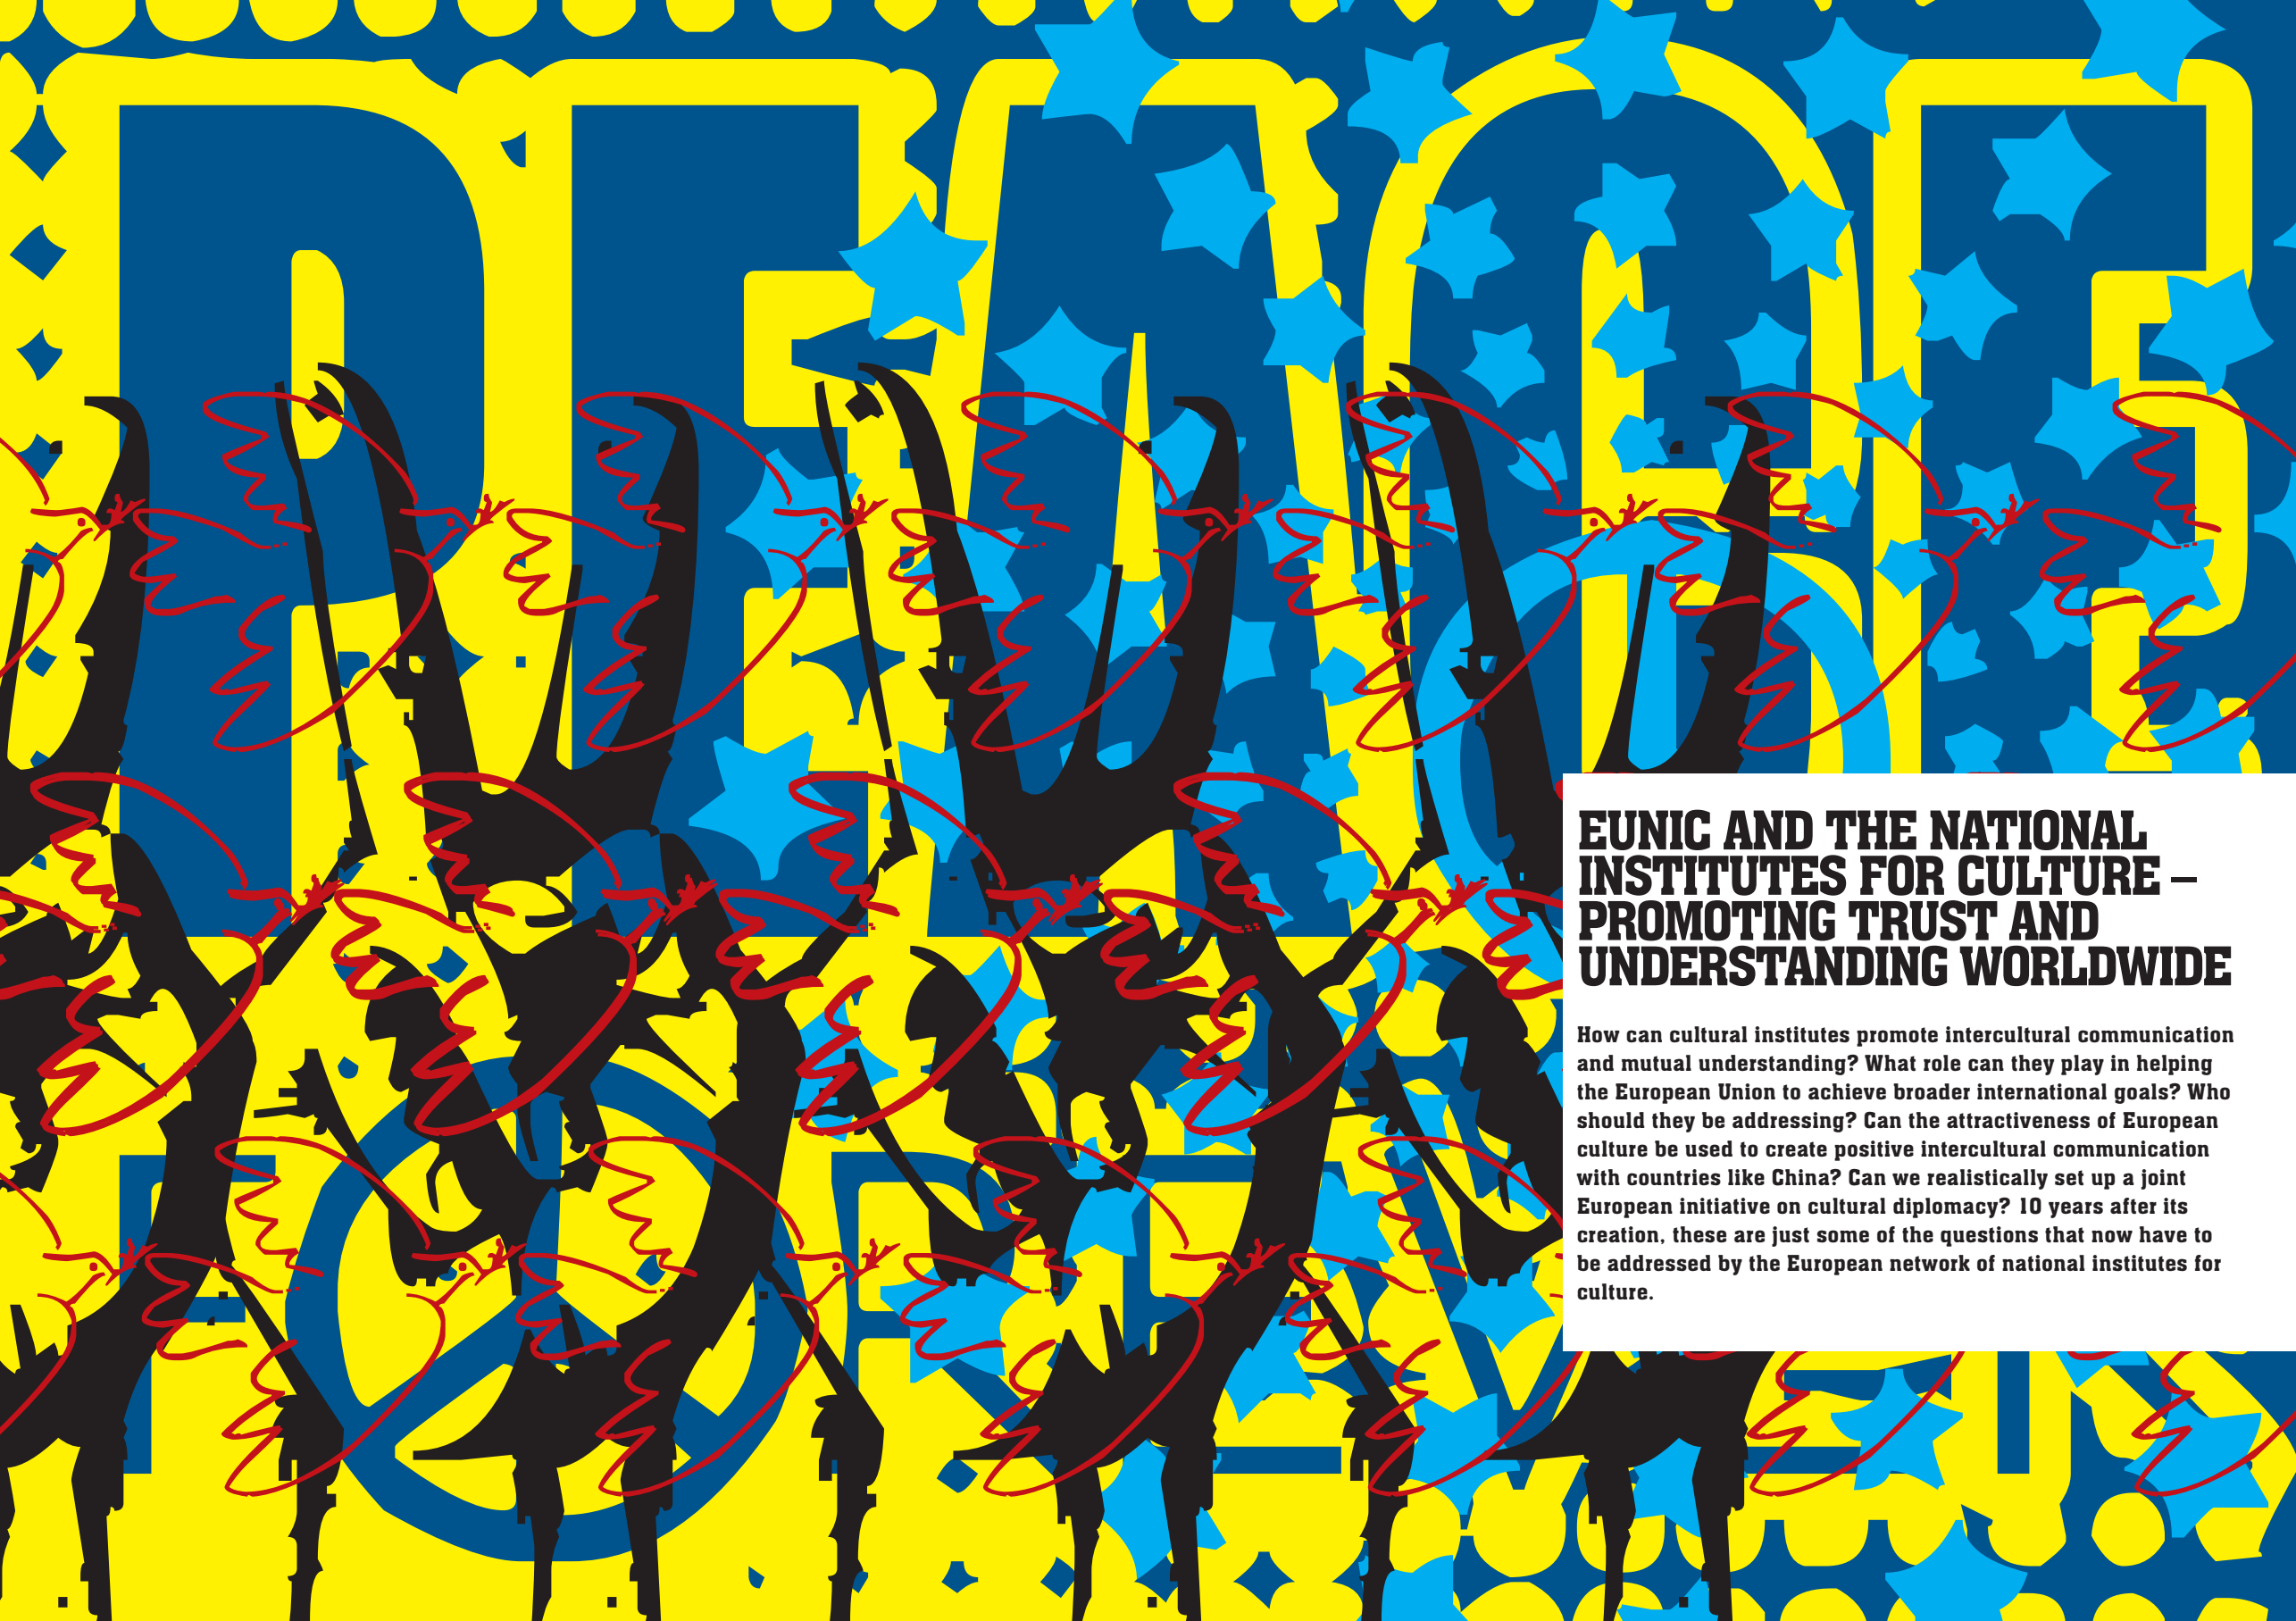 PEACE
EUNIC AND THE NATIONAL
INSTITUTES FOR CULTURE –
PROMOTING TRUST AND
UNDERSTANDING WORLDWIDE
How can cultural institutes promote intercultural communication
and mutual understanding? What role can they play in helping
the European Union to achieve broader international goals? Who
should they be addressing? Can the attractiveness of European
culture be used to create positive intercultural communication
with countries like China? Can we realistically set up a joint
European initiative on cultural diplomacy? 10 years after its
creation, these are just some of the questions that now have to
be addressed by the European network of national institutes for
culture.